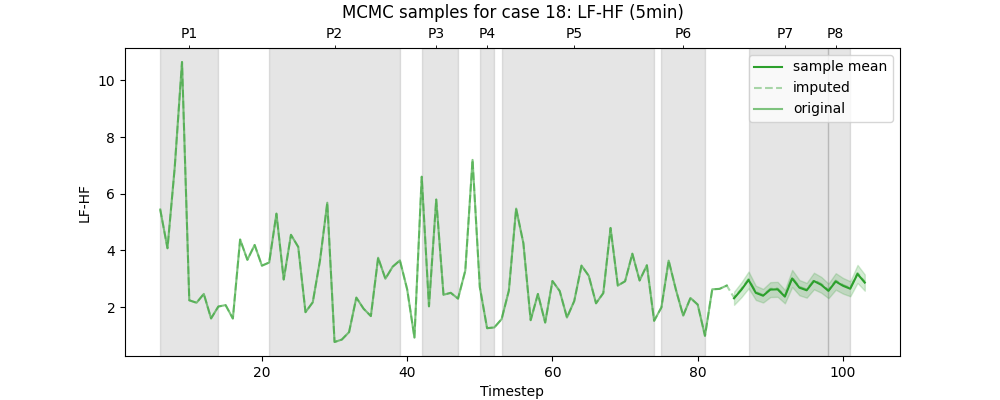 MCMC samples for case 18: LF-HF (5min)
P1 P2 P3 P4 P5 P6 P7 P8
sample mean
imputed
original
10
8
6
4
2
LF-HF
20 40 60 80 100
Timestep